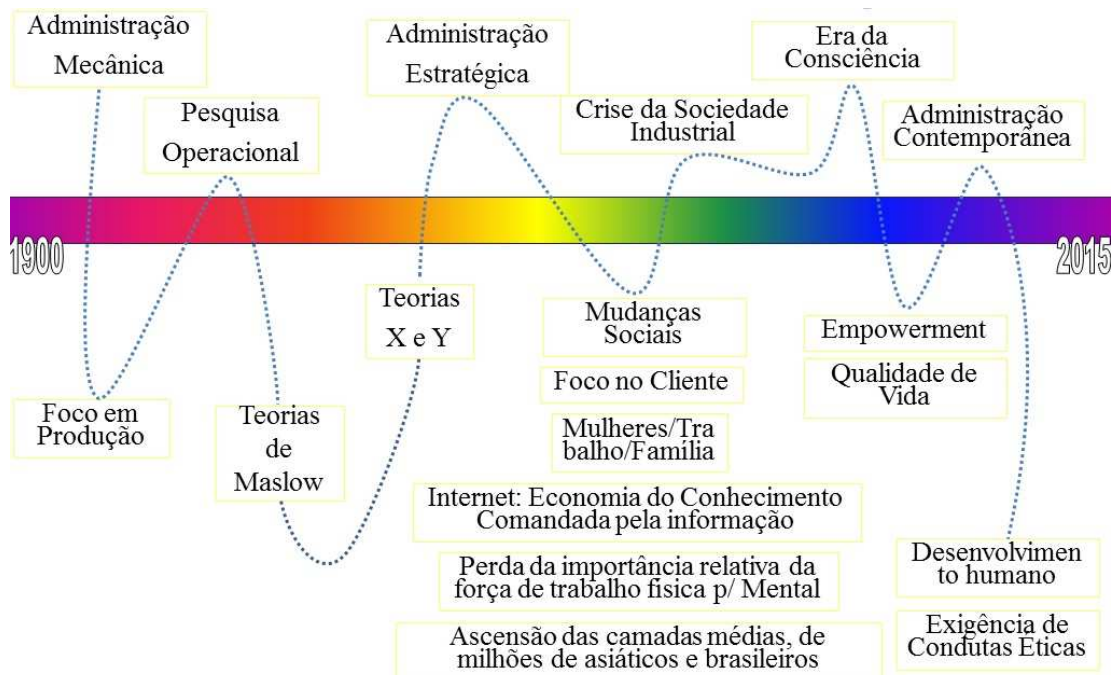 Administração
Mecânica
Pesquisa
Operacional
Administração
Estratégica
Crise da Sociedade
Industrial
Era da
Consciência
Administração
Contemporânea
1900
2015
Foco em
Produção
Teorias
de
Maslow
Teorias
X e Y
Mudanças
Sociais
Foco no Cliente
Mulheres/Tra
balho/Família
Internet: Economia do Conhecimento
Comandada pela informação
Perda da importância relativa da
força de trabalho física p/ Mental
Ascensão das camadas médias, de
milhões de asiáticos e brasileiros
Empowerment
Qualidade de
Vida
Desenvolvimen
to humano
Exigência de
Condutas Éticas